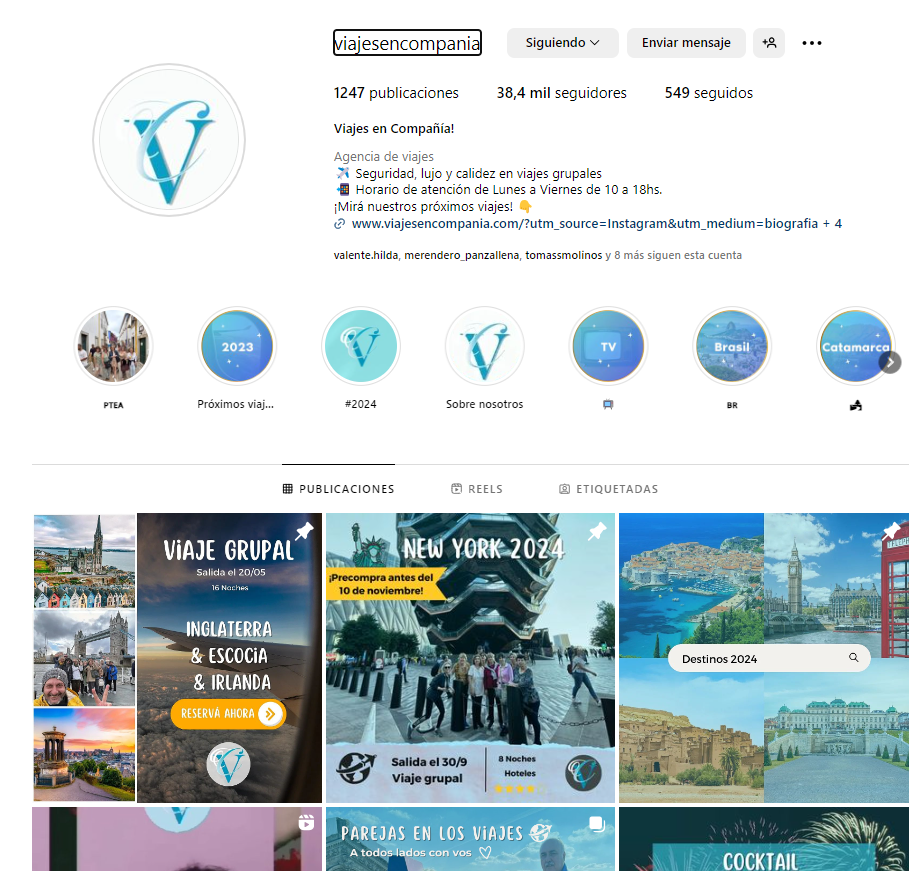 viajesencompania
Siguiendo
Enviar mensaje
1247 publicaciones
38,4 mil seguidores
549 seguidos
Viajes en Compañía!
Agencia de viajes
✈️ Seguridad, lujo y calidez en viajes grupales
📲 Horario de atención de Lunes a Viernes de 10 a 18hs.
¡Mirá nuestros próximos viajes! 👇
www.viajesencompania.com/?utm_source=Instagram&utm_medium=biografia + 4
valente.hilda, merendero_panzallena, tomassmolinos y 8 más siguen esta cuenta
2023
TV
Brasil
Catamarca
PTEA
Próximos viaj...
#2024
Sobre nosotros
BR
PUBLICACIONES
REELS
ETIQUETADAS
VIAJE GRUPAL
Salida el 20/05
16 Noches
INGLATERRA
& ESCOCIA
& IRLANDA
RESERVÁ AHORA
NEW YORK 2024
¡Precompra antes del
10 de noviembre!
Salida el 30/9
Viaje grupal
8 Noches
Hoteles
TELEPH
Destinos 2024
PAREJAS EN LOS VIAJES
A todos lados con vos
COCKTAIL